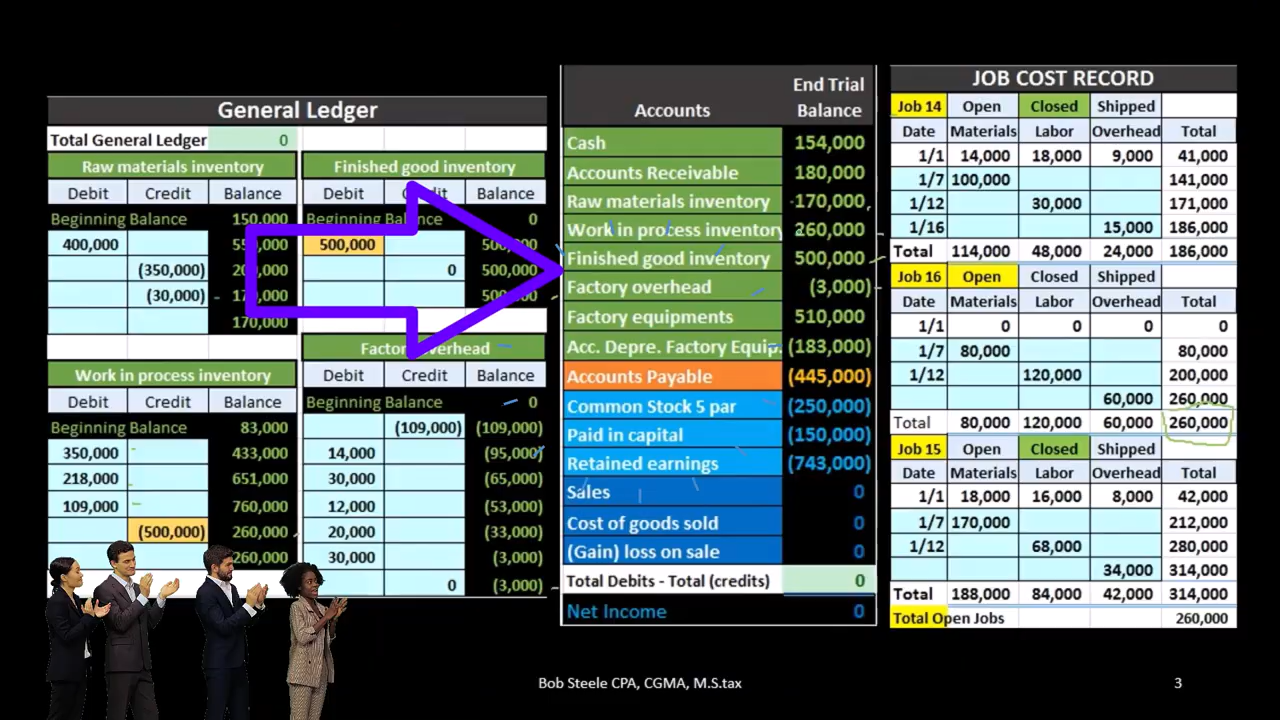 General Ledger
Total General Ledger 0
Raw materials inventory
Debit Credit Balance
Beginning Balance 150,000
400,000
(350,000)
(30,000)
170,000
Work in process inventory
Debit Credit Balance
Beginning Balance 83,000
350,000 433,000
218,000 651,000
109,000 760,000
(500,000) 260,000
260,000
Finished good inventory
Debit Balance
Beginning Balance 0
500,000
0 500,000
Debit Credit Balance
Beginning Balance 0
(109,000) (109,000)
14,000 (95,000)
30,000 (65,000)
12,000 (53,000)
20,000 (33,000)
30,000 (3,000)
0 (3,000)
Accounts End Trial Balance
Cash 154,000
Accounts Receivable 180,000
Raw materials inventory 170,000
Work in process inventory 260,000
Finished good inventory 500,000
Factory overhead (3,000)
Factory equipments 510,000
Acc. Depre. Factory Equip. (183,000)
Accounts Payable (445,000)
Common Stock 5 par (250,000)
Paid in capital (150,000)
Retained earnings (743,000)
Sales 0
Cost of goods sold 0
(Gain) loss on sale 0
Total Debits - Total (credits) 0
Net Income 0
JOB COST RECORD
Job 14 Open Closed Shipped
Date Materials Labor Overhead Total
1/1 14,000 18,000 9,000 41,000
1/7 100,000 141,000
1/12 30,000 171,000
1/16 15,000 186,000
Total 114,000 48,000 24,000 186,000
Job 16 Open Closed Shipped
Date Materials Labor Overhead Total
1/1 0 0 0 0
1/7 80,000 80,000
1/12 120,000 200,000
60,000 260,000
Total 80,000 120,000 60,000 260,000
Job 15 Open Closed Shipped
Date Materials Labor Overhead Total
1/1 18,000 16,000 8,000 42,000
1/7 170,000 212,000
1/12 68,000 280,000
34,000 314,000
Total 188,000 84,000 42,000 314,000
Total Open Jobs 260,000
Bob Steele CPA, CGMA, M.S.tax
3